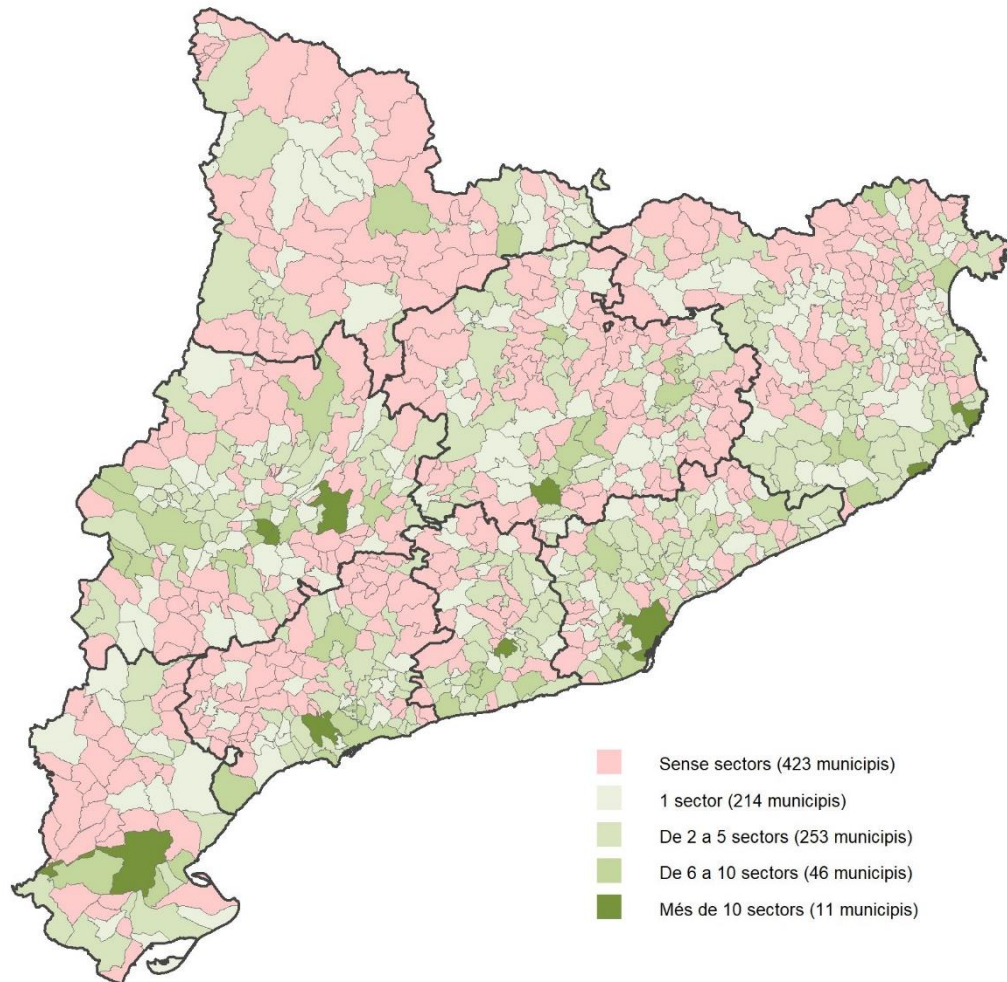 Sense sectors (423 municipis)
1 sector (214 municipis)
De 2 a 5 sectors (253 municipis)
De 6 a 10 sectors (46 municipis)
Més de 10 sectors (11 municipis)